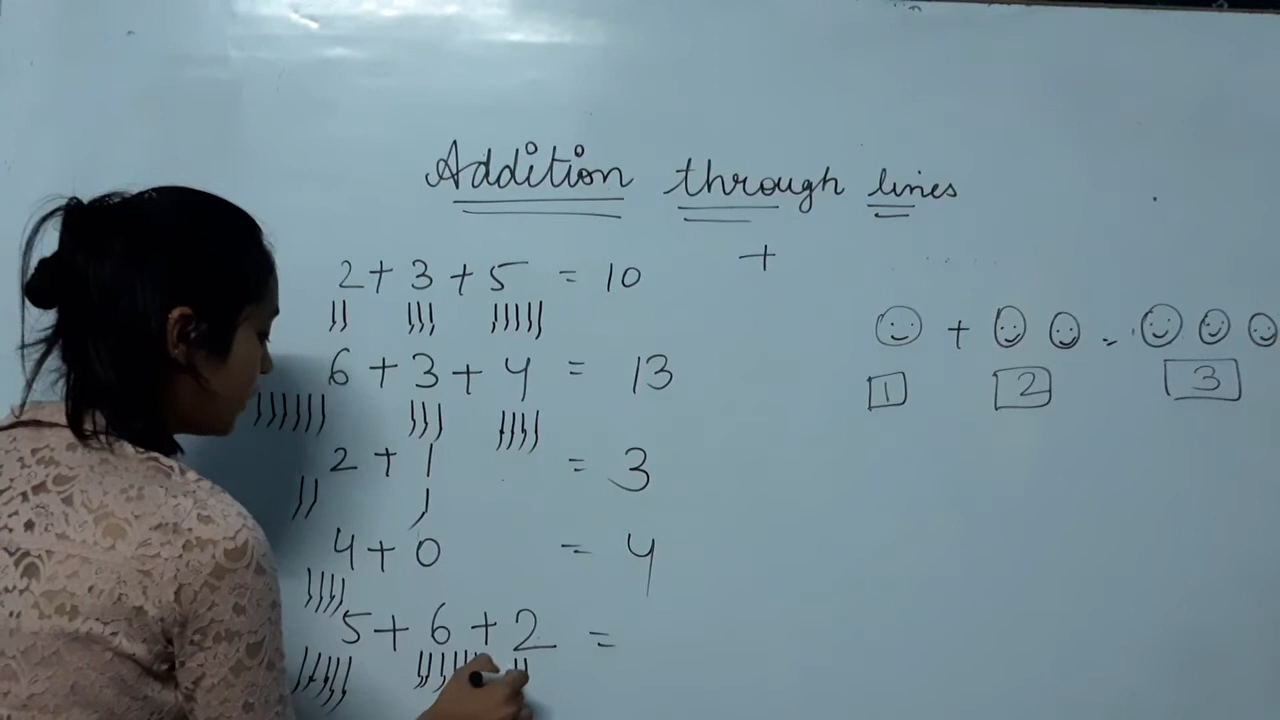 Addition through lines
+
2 + 3 + 5 = 10
6 + 3 + 4 = 13
2 + 1 = 3
4 + 0 = 4
5 + 6 + 2 =
+ =
1 2 3